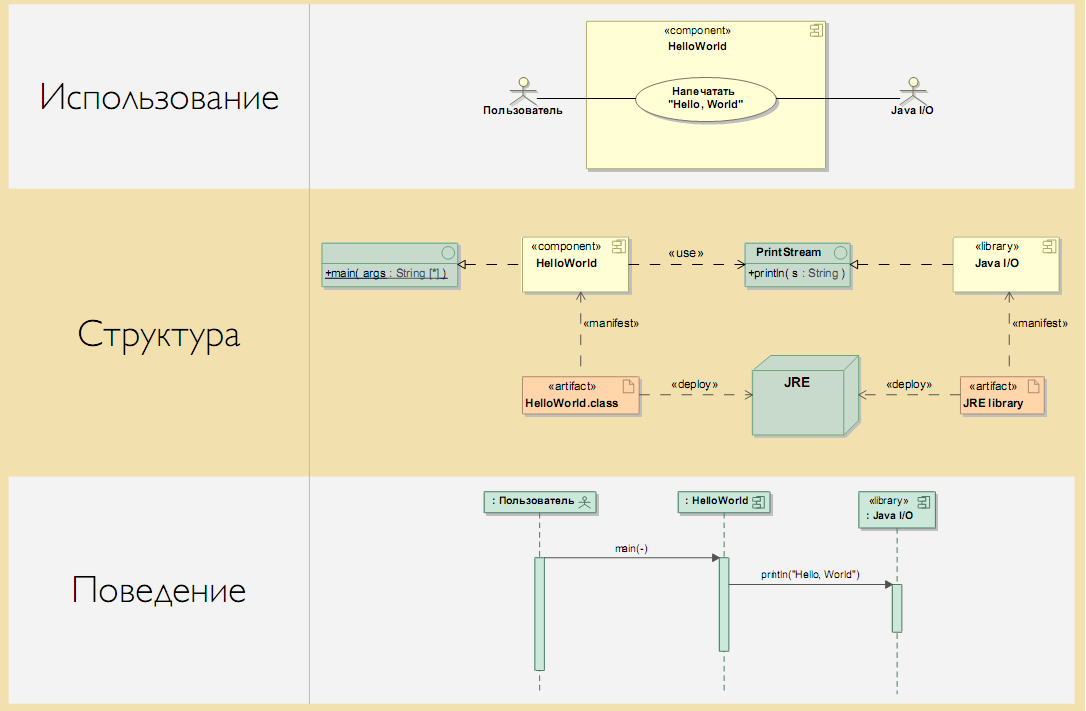 Использование
«component»
HelloWorld
Напечатать
"Hello, World"
Пользователь
Java I/O
Структура
+main( args : String [*] )
«component»
HelloWorld
«use»
PrintStream
+println( s : String )
«library»
Java I/O
«manifest»
«manifest»
«artifact»
HelloWorld.class
«deploy»
JRE
«deploy»
«artifact»
JRE library
Поведение
: Пользователь
: HelloWorld
«library»
: Java I/O
main(-)
println("Hello, World")